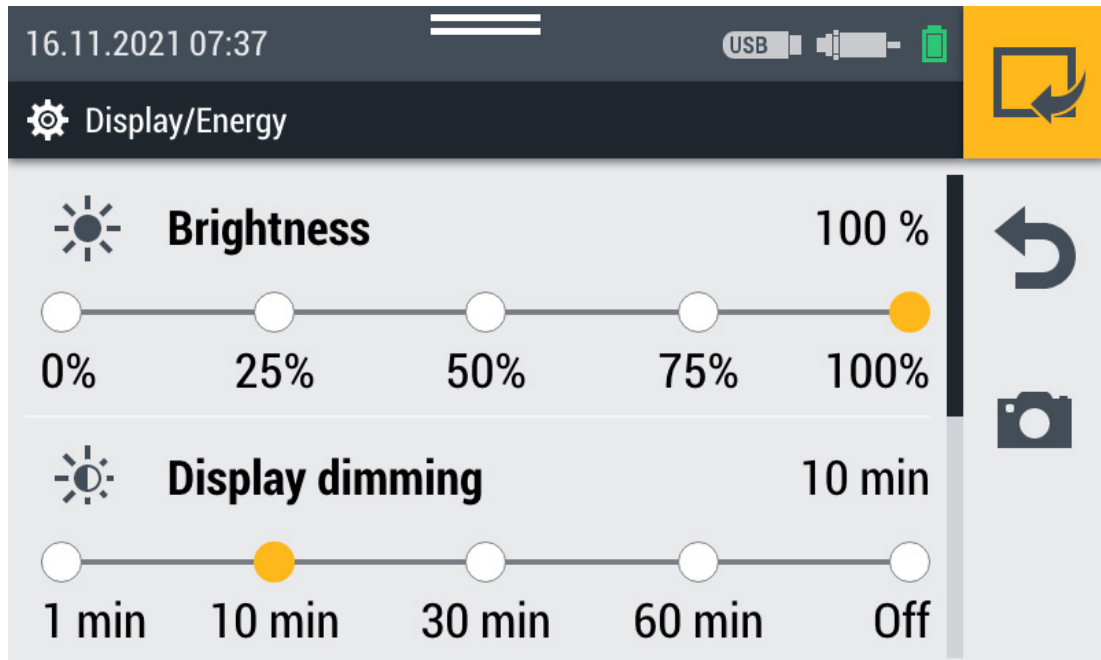 16.11.2021 07:37 USB
Display/Energy
Brightness 100 %
0% 25% 50% 75% 100%
Display dimming 10 min
1 min 10 min 30 min 60 min Off